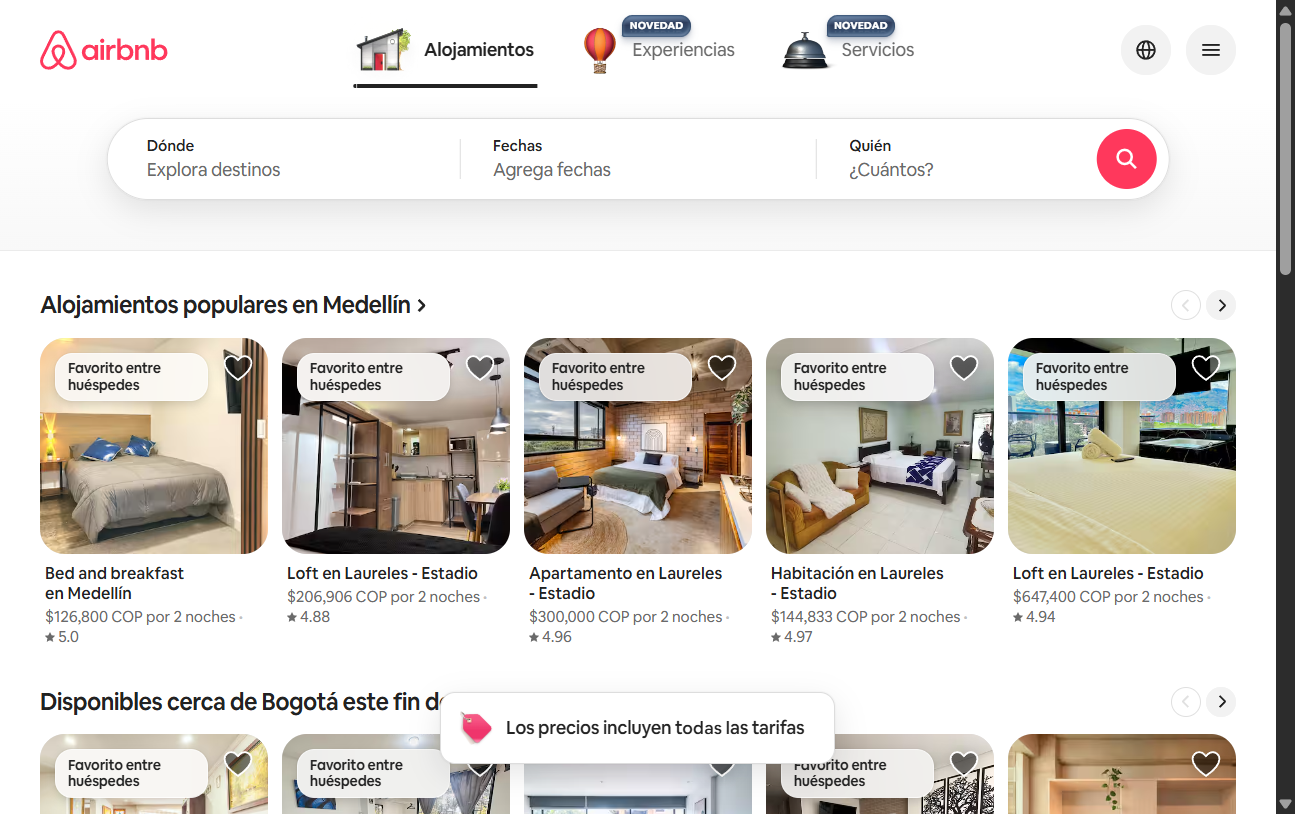 airbnb
Alojamientos
NOVEDAD
Experiencias
NOVEDAD
Servicios
Dónde
Explora destinos
Fechas
Agrega fechas
Quién
¿Cuántos?
Alojamientos populares en Medellín
Favorito entre
huéspedes
Favorito entre
huéspedes
Favorito entre
huéspedes
Favorito entre
huéspedes
Favorito entre
huéspedes
Bed and breakfast
en Medellín
$126,800 COP por 2 noches ·
★ 5.0
Loft en Laureles - Estadio
$206,906 COP por 2 noches ·
★ 4.88
Apartamento en Laureles
- Estadio
$300,000 COP por 2 noches ·
★ 4.96
Habitación en Laureles
- Estadio
$144,833 COP por 2 noches ·
★ 4.97
Loft en Laureles - Estadio
$647,400 COP por 2 noches ·
★ 4.94
Disponibles cerca de Bogotá este fin
Los precios incluyen todas las tarifas
Favorito entre
huéspedes
Favorito entre
huéspedes
Favorito entre
huéspedes